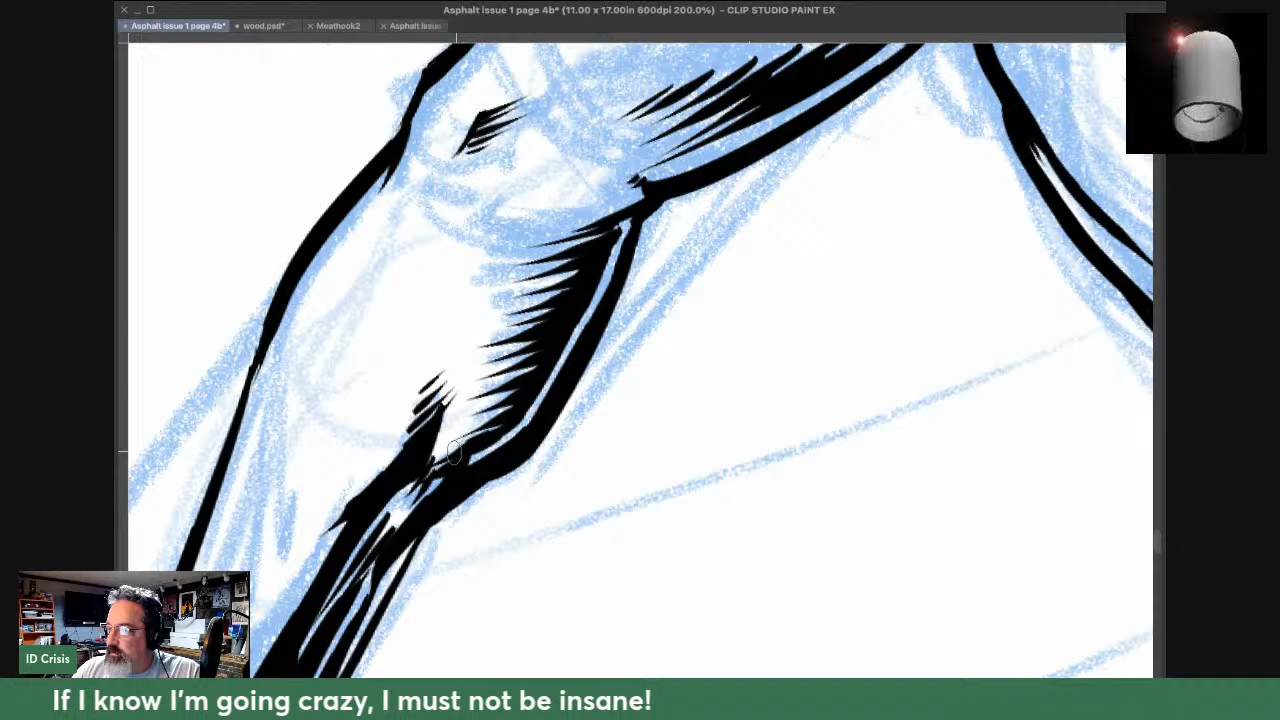 Asphalt issue 1 page 4b* (11.00 x 17.00in 600dpi 200.0%) - CLIP STUDIO PAINT EX
Asphalt issue 1 page 4b* wood.psd* Meathook2 Asphalt issue
ID Crisis
If I know I'm going crazy, I must not be insane!